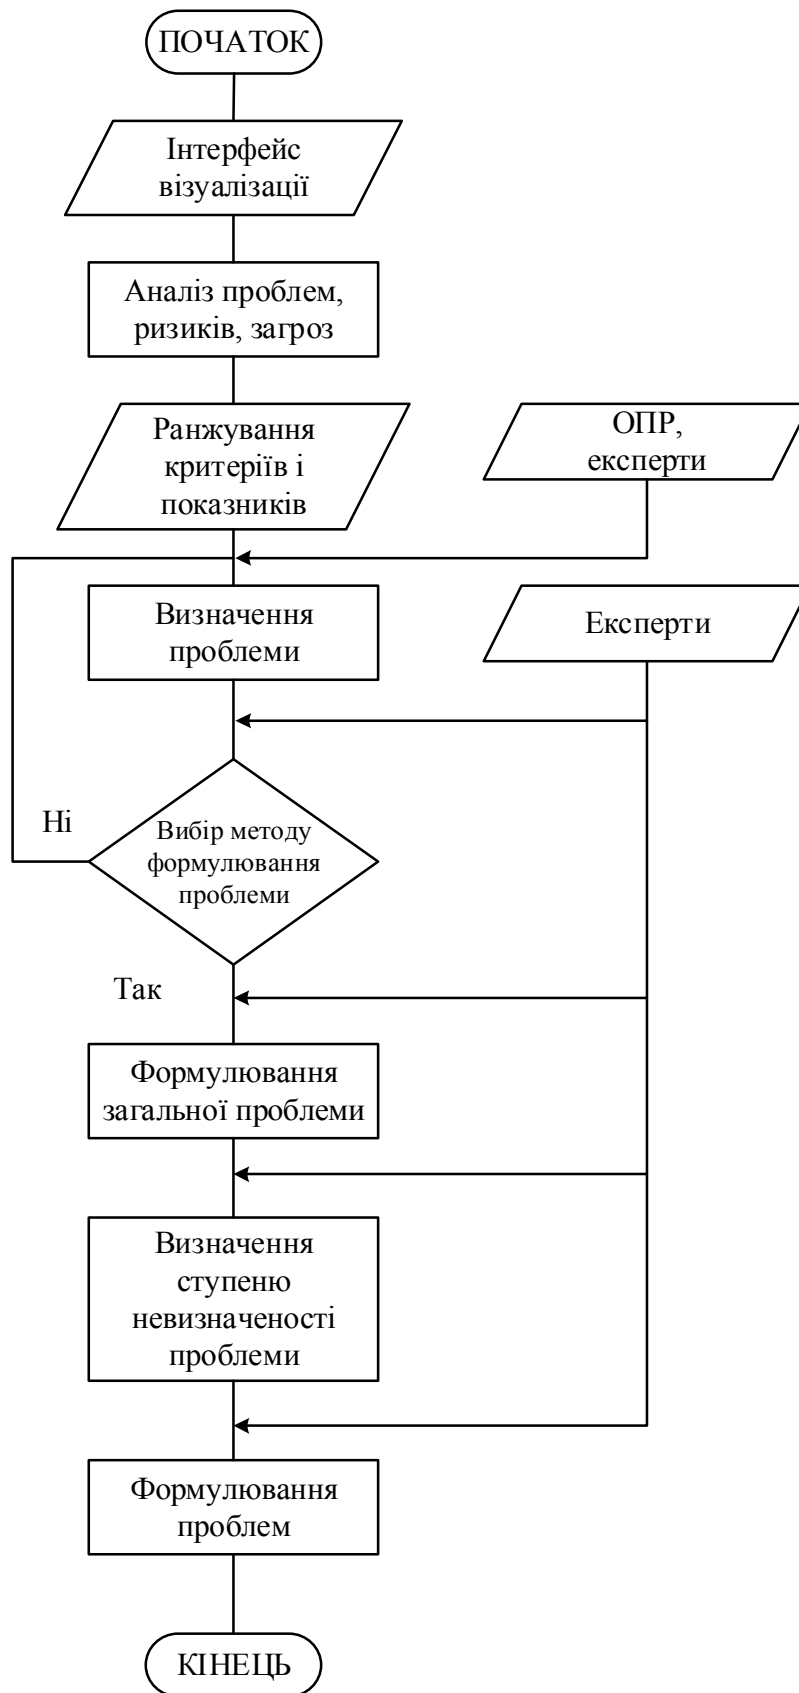 ПОЧАТОК
Інтерфейс
візуалізації
Аналіз проблем,
ризиків, загроз
Ранжування
критеріїв і
показників
ОПР,
експерти
Визначення
проблеми
Експерти
Ні
Вибір методу
формулювання
проблеми
Так
Формулювання
загальної проблеми
Визначення
ступеню
невизначеності
проблеми
Формулювання
проблем
КІНЕЦЬ